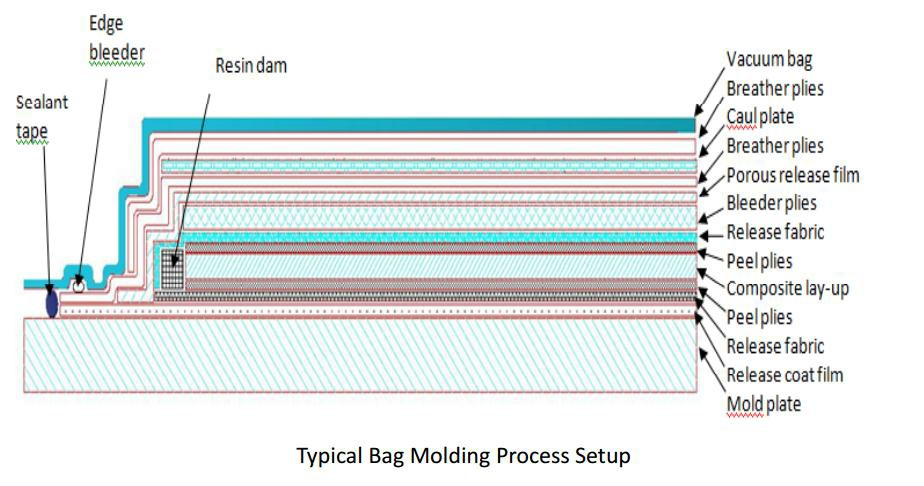 Edge
bleeder
Resin dam
Sealant
tape
Vacuum bag
Breather plies
Caul plate
Breather plies
Porous release film
Bleeder plies
Release fabric
Peel plies
Composite lay-up
Peel plies
Release fabric
Release coat film
Mold plate
Typical Bag Molding Process Setup